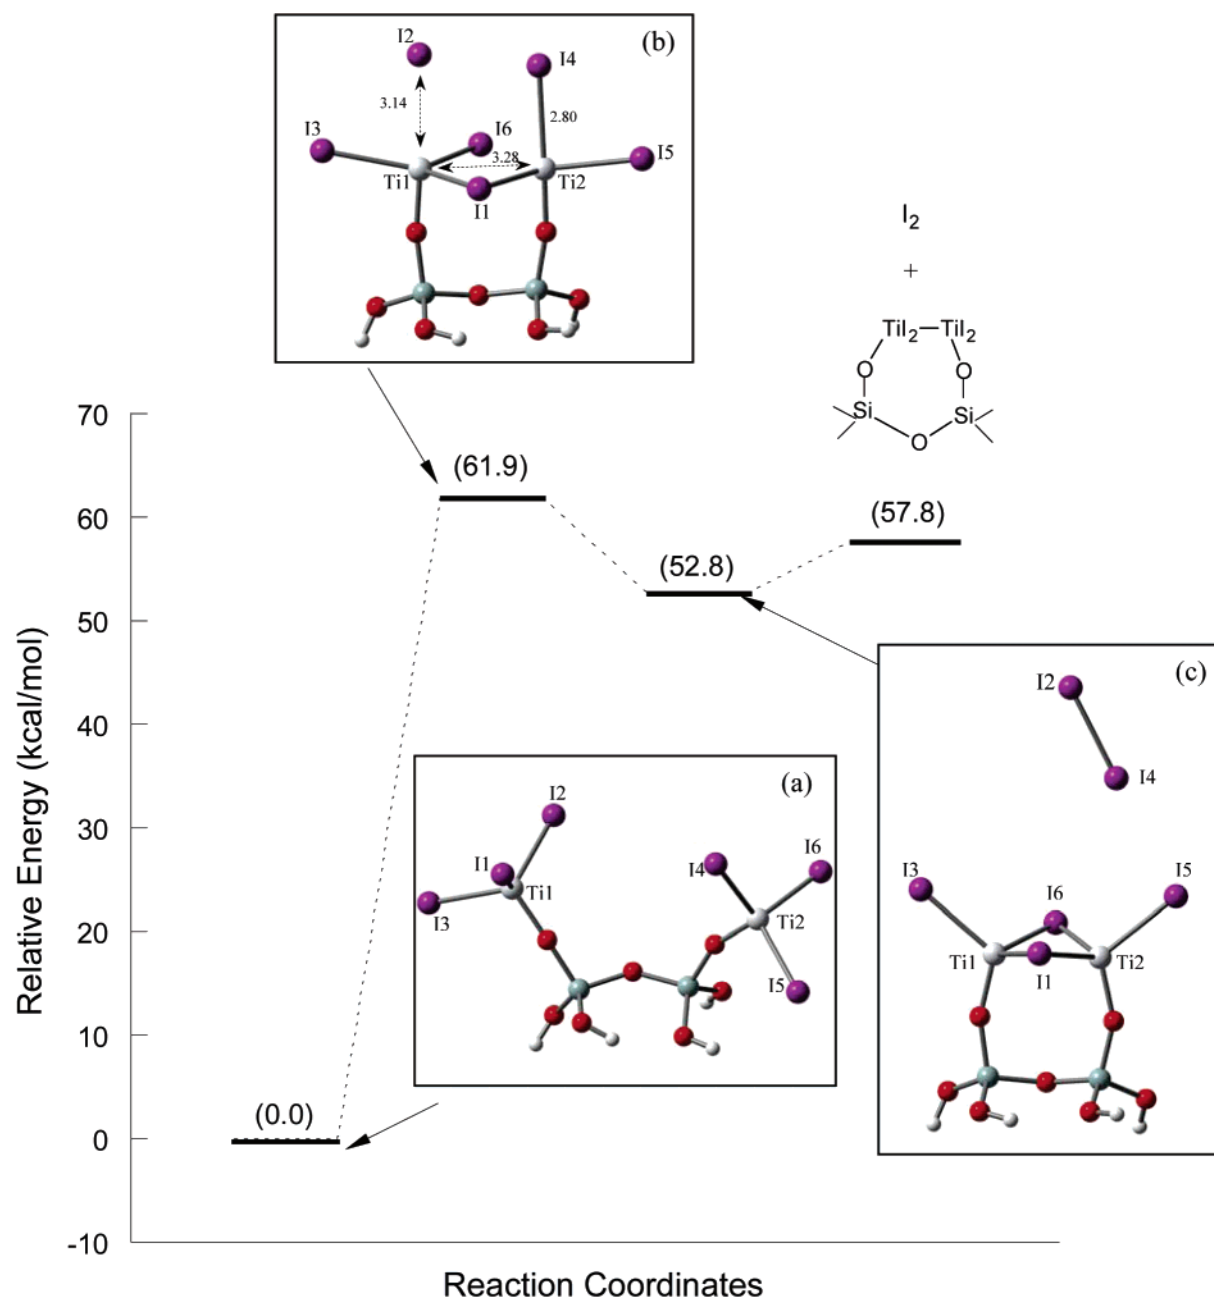 (b)
I2
I4
3.14
2.80
I3
I6
3.28
I5
Ti1
Ti2
I1
I₂
+
TiI₂—TiI₂
O
O
Si
Si
O
70
(61.9)
60
(57.8)
(52.8)
50
(c)
I2
40
I4
(a)
I2
30
I6
I1
I4
I3
I5
Ti1
I6
I3
Ti2
20
Ti1
Ti2
I1
I5
10
(0.0)
0
-10
Relative Energy (kcal/mol)
Reaction Coordinates